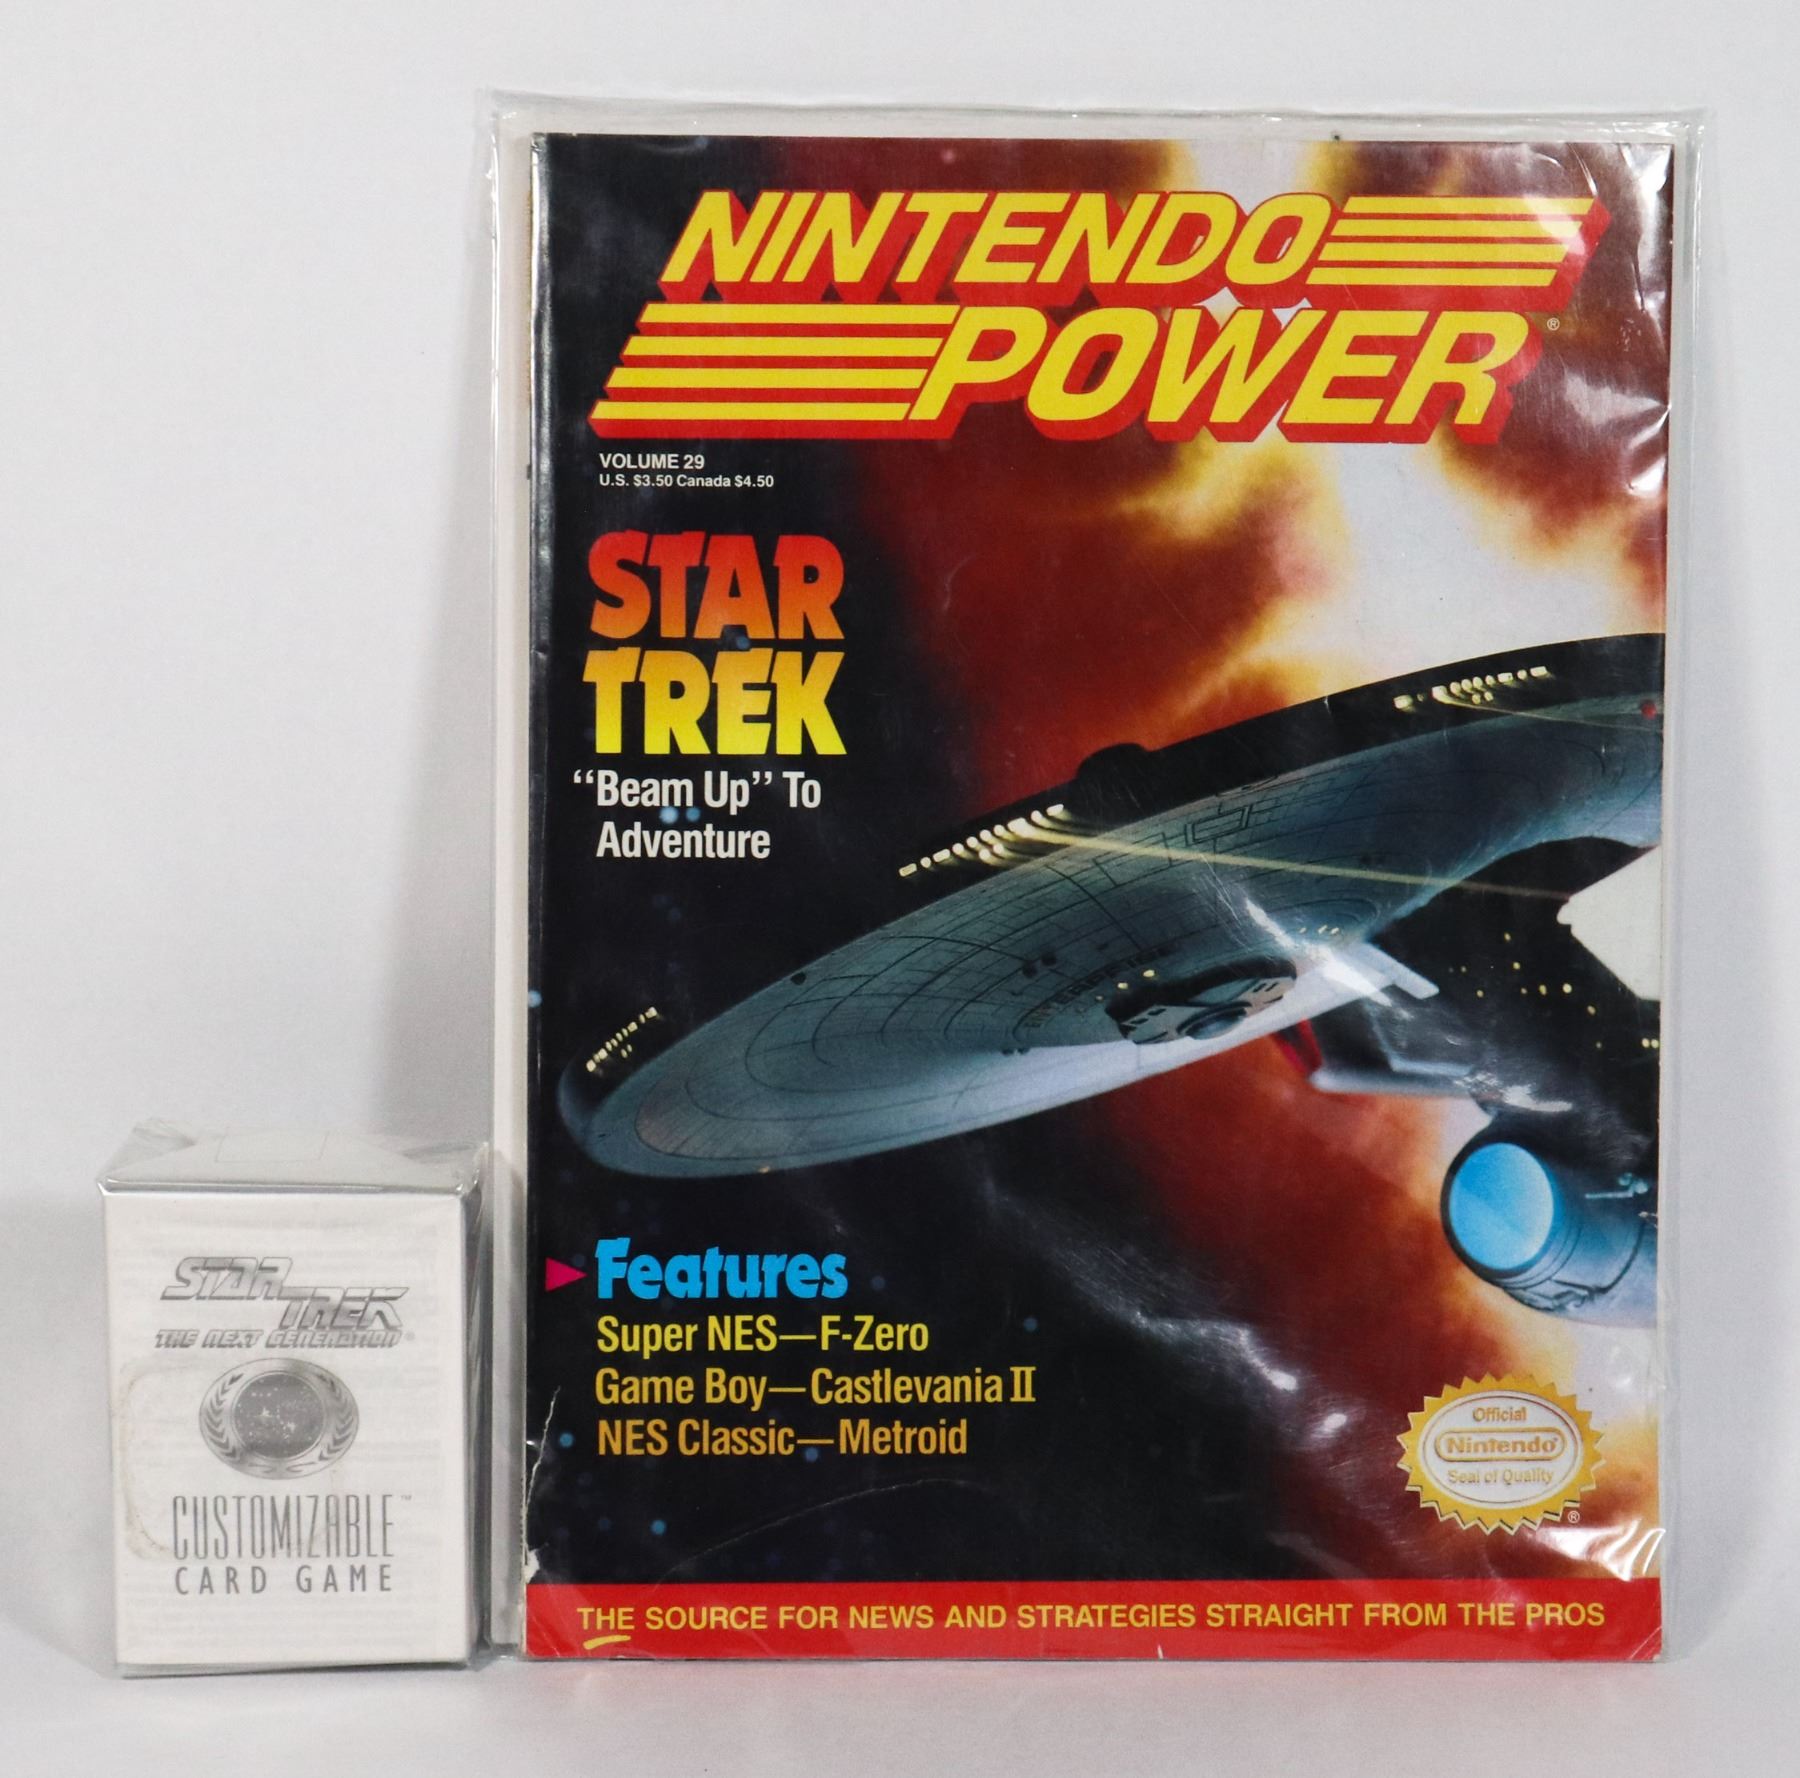 NINTENDO
POWER®
VOLUME 29
U.S. $3.50 Canada $4.50
STAR
TREK
“Beam Up” To
Adventure
Features
Super NES—F-Zero
Game Boy—Castlevania II
NES Classic—Metroid
Official
Nintendo®
Seal of Quality
®
THE SOURCE FOR NEWS AND STRATEGIES STRAIGHT FROM THE PROS
STAR
TREK
THE NEXT GENERATION®
CUSTOMIZABLE™
CARD GAME